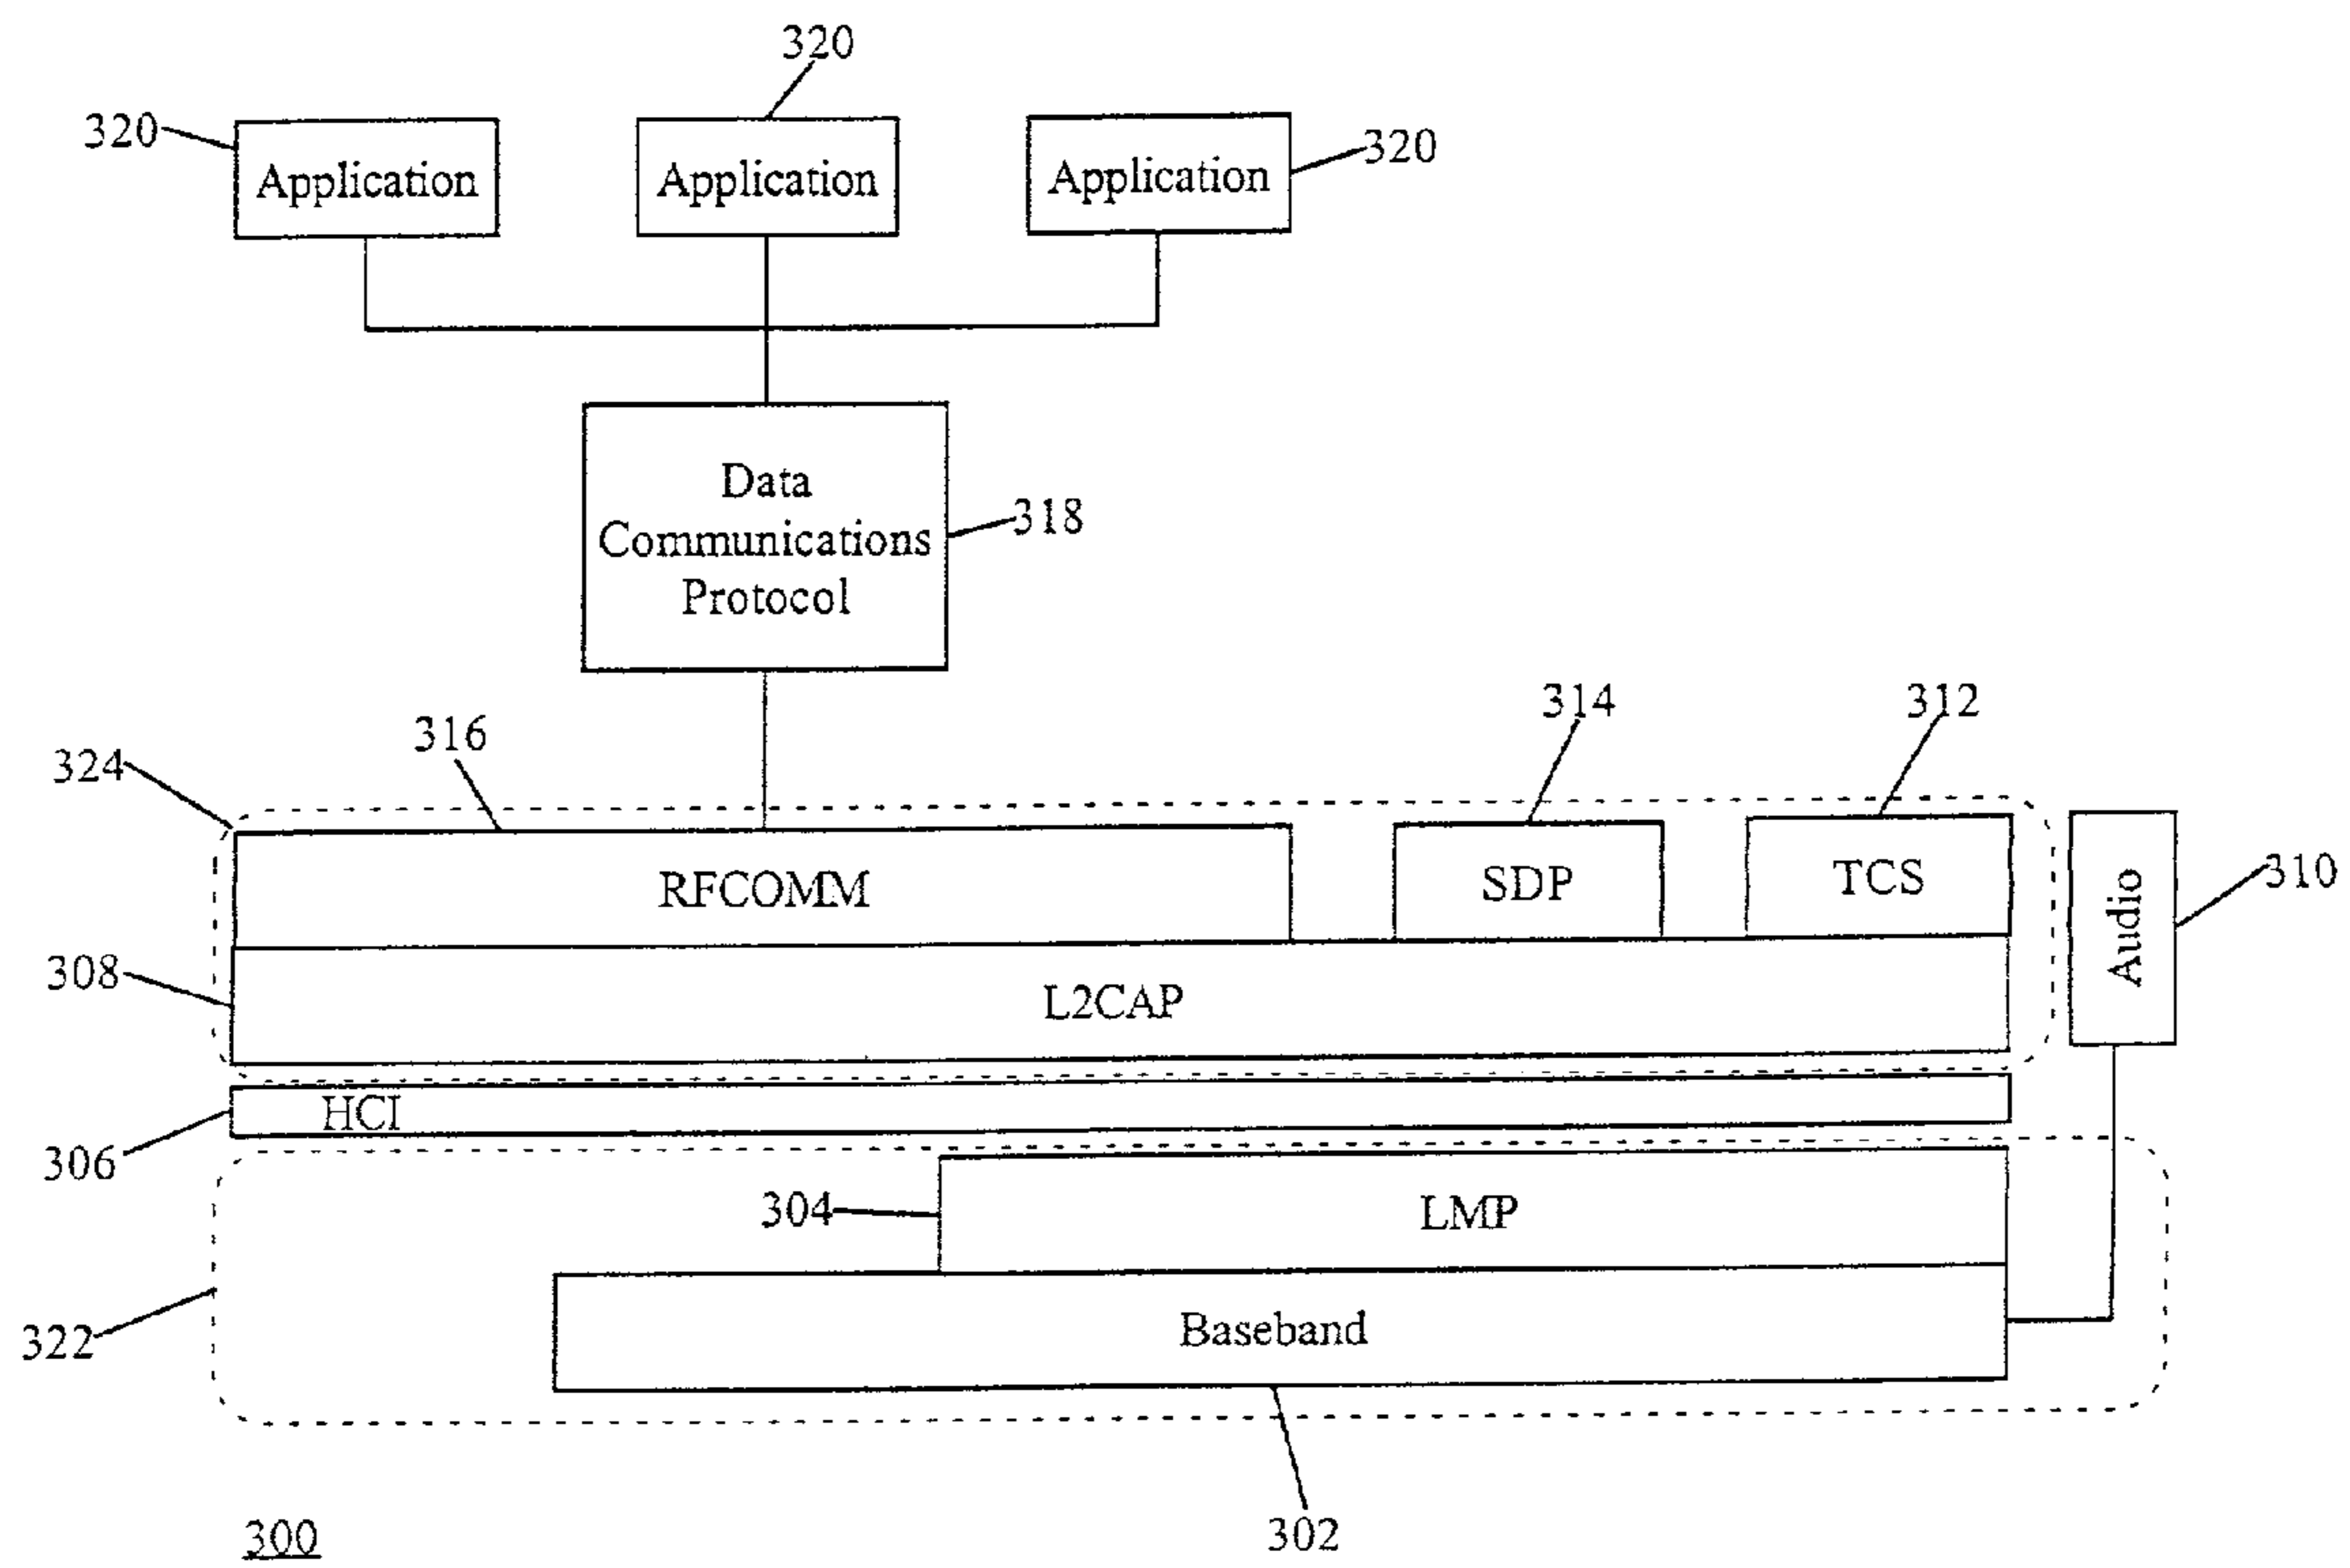 320
320
320
Application
Application
Application
Data
Communications
Protocol
318
316
314
312
324
RFCOMM
SDP
TCS
Audio
310
308
L2CAP
HCI
306
304
LMP
322
Baseband
302
300